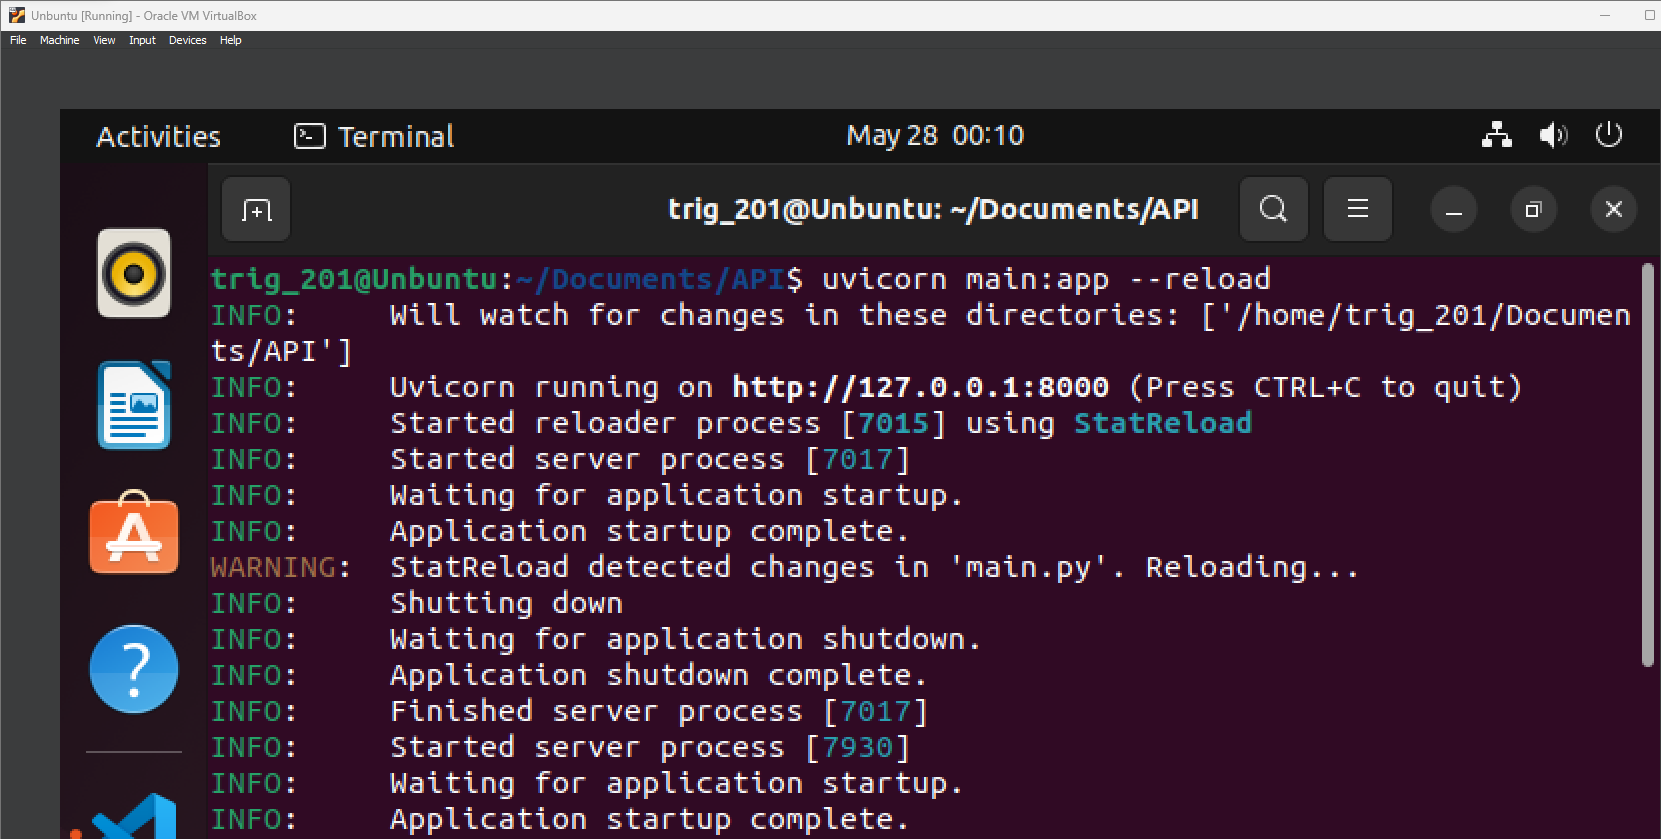 Unbuntu [Running] - Oracle VM VirtualBox
File Machine View Input Devices Help
Activities Terminal May 28 00:10
trig_201@Unbuntu: ~/Documents/API
trig_201@Unbuntu:~/Documents/API$ uvicorn main:app --reload
INFO: Will watch for changes in these directories: ['/home/trig_201/Documen
ts/API']
INFO: Uvicorn running on http://127.0.0.1:8000 (Press CTRL+C to quit)
INFO: Started reloader process [7015] using StatReload
INFO: Started server process [7017]
INFO: Waiting for application startup.
INFO: Application startup complete.
WARNING: StatReload detected changes in 'main.py'. Reloading...
INFO: Shutting down
INFO: Waiting for application shutdown.
INFO: Application shutdown complete.
INFO: Finished server process [7017]
INFO: Started server process [7930]
INFO: Waiting for application startup.
INFO: Application startup complete.